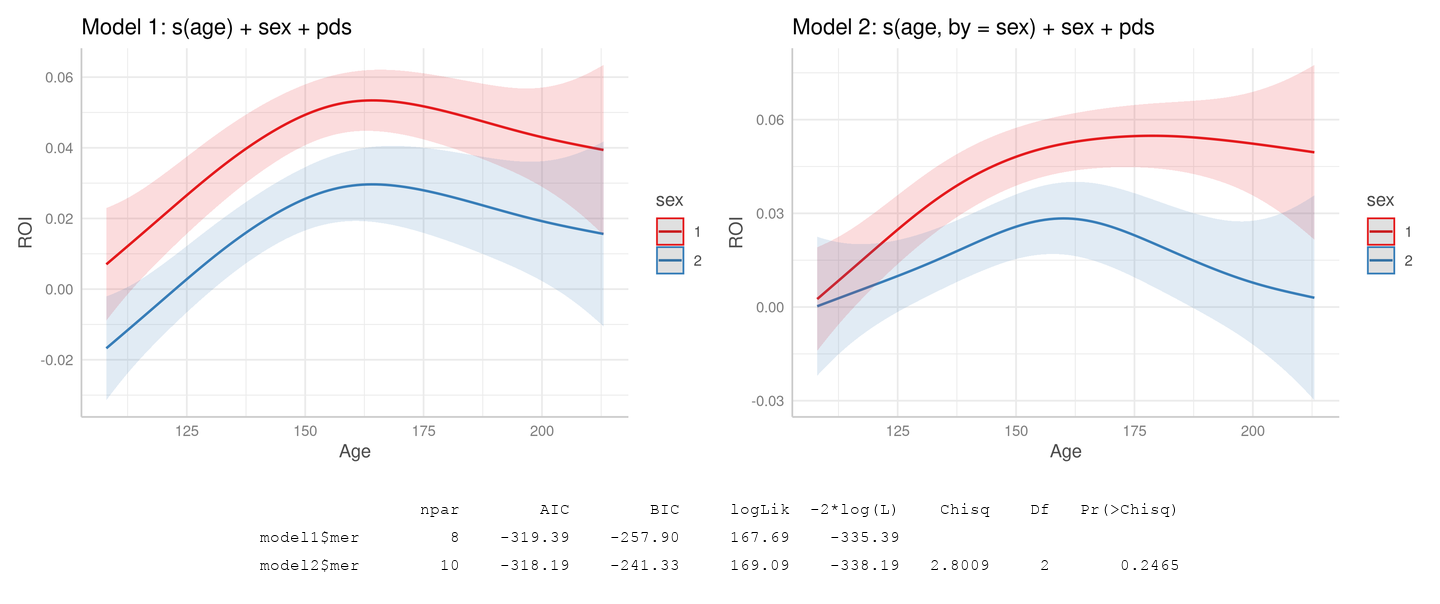 Model 1: s(age) + sex + pds
0.06
0.04
0.02
0.00
-0.02
ROI
125 150 175 200
Age
sex
1
2
Model 2: s(age, by = sex) + sex + pds
0.06
0.03
0.00
-0.03
ROI
125 150 175 200
Age
sex
1
2
npar AIC BIC logLik -2*log(L) Chisq Df Pr(>Chisq)
model1$mer 8 -319.39 -257.90 167.69 -335.39
model2$mer 10 -318.19 -241.33 169.09 -338.19 2.8009 2 0.2465